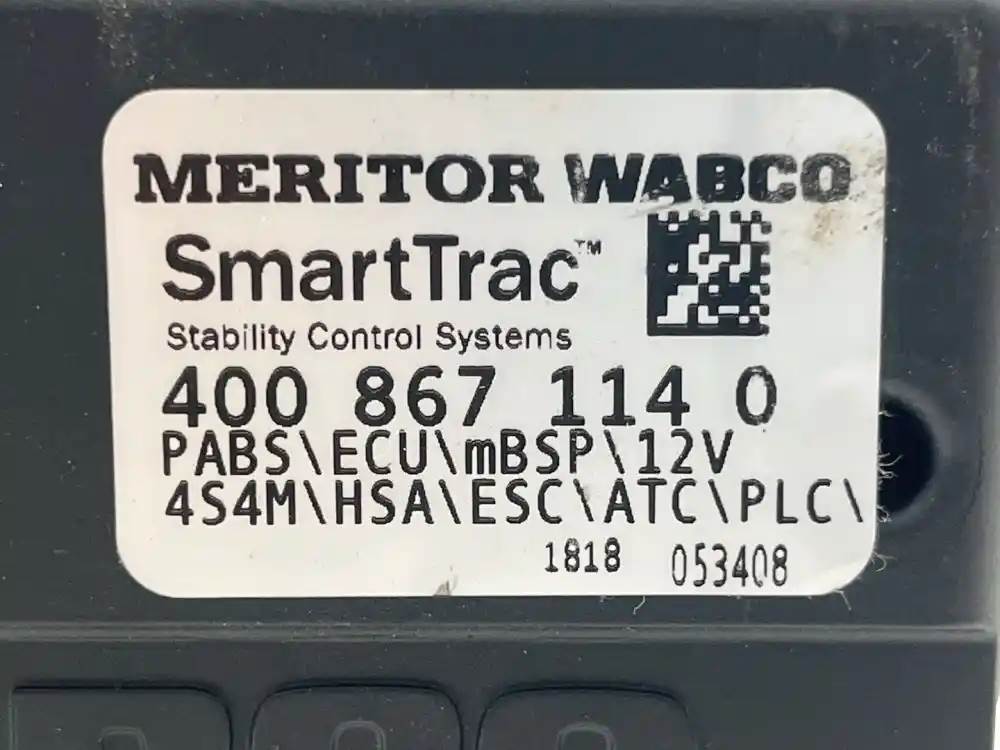 MERITOR WABCO
SmartTrac™
Stability Control Systems
400 867 114 0
PABS\ECU\mBSP\12V
4S4M\HSA\ESC\ATC\PLC\
1818 053408